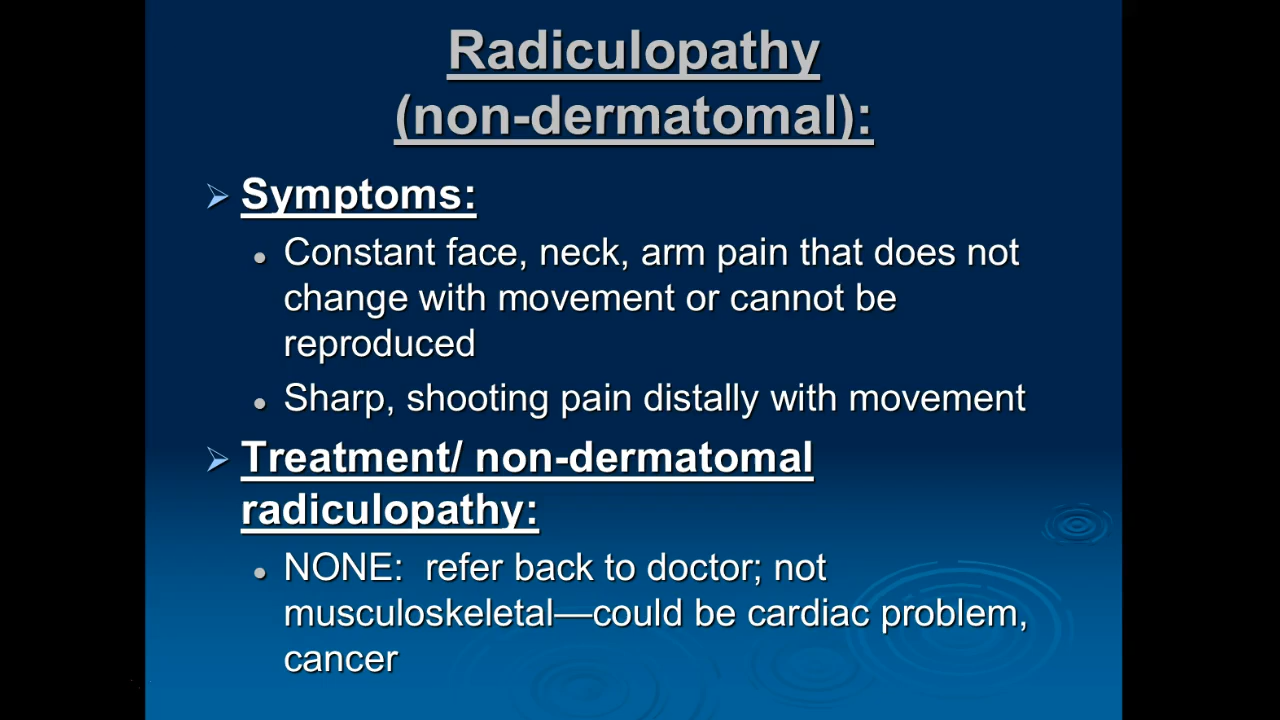 Radiculopathy
(non-dermatomal):
Symptoms:
Constant face, neck, arm pain that does not
change with movement or cannot be
reproduced
Sharp, shooting pain distally with movement
Treatment/ non-dermatomal
radiculopathy:
NONE:  refer back to doctor; not
musculoskeletal—could be cardiac problem,
cancer